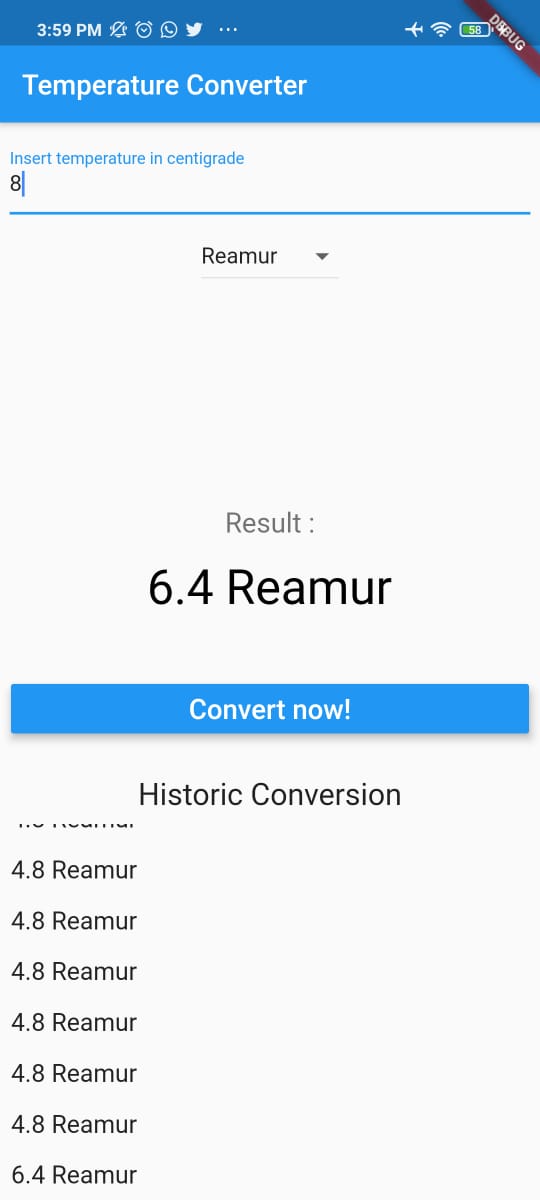 3:59 PM
58
DEBUG
Temperature Converter
Insert temperature in centigrade
8
Reamur
Result :
6.4 Reamur
Convert now!
Historic Conversion
4.8 Reamur
4.8 Reamur
4.8 Reamur
4.8 Reamur
4.8 Reamur
4.8 Reamur
6.4 Reamur